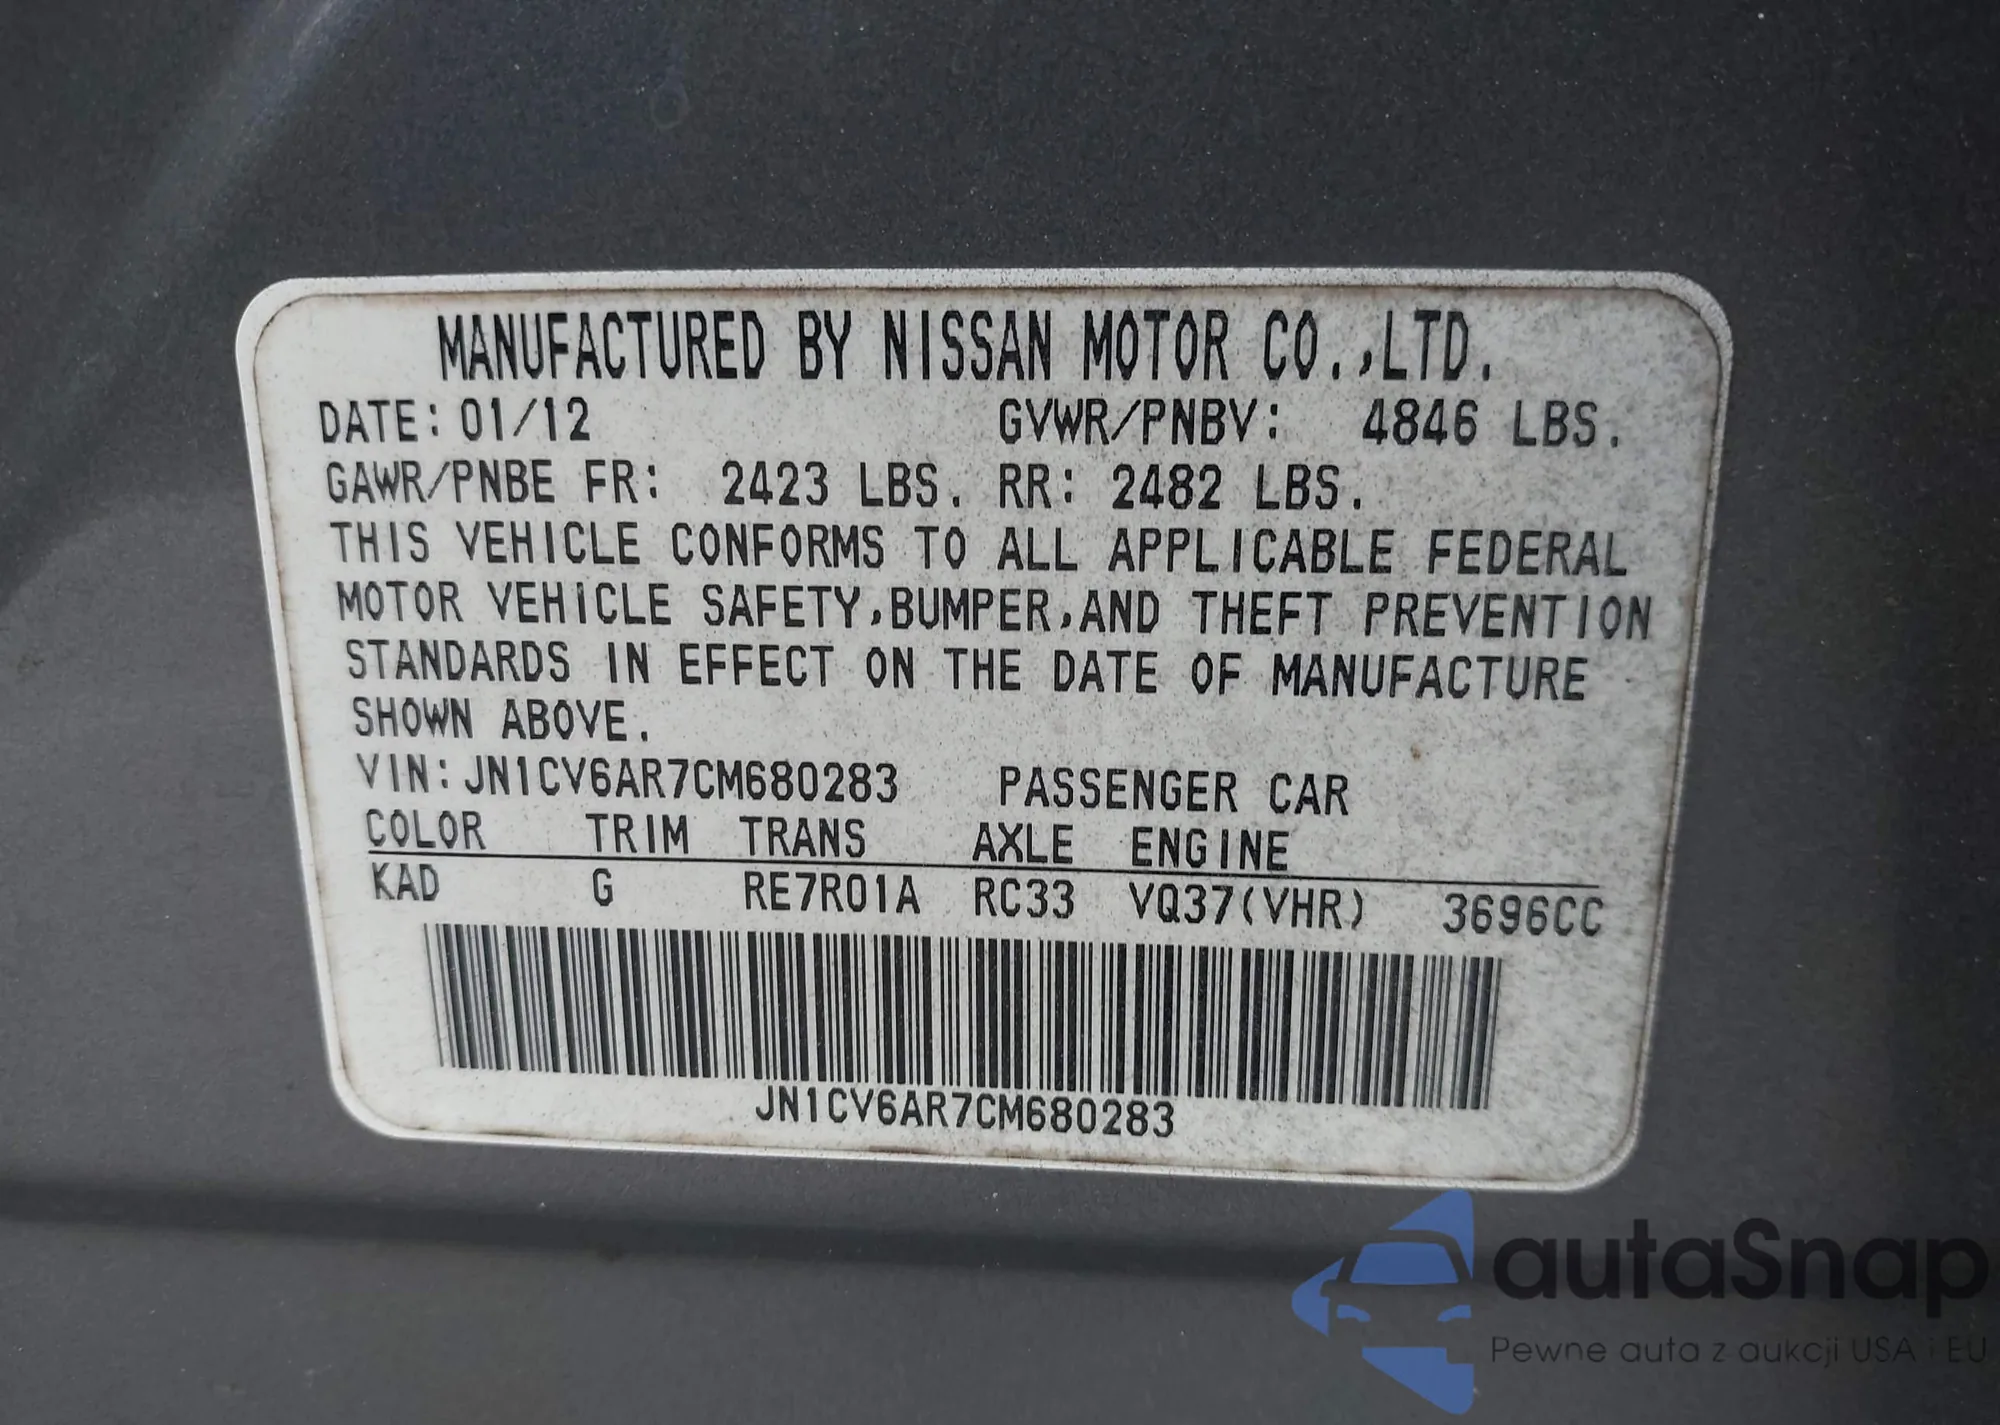 MANUFACTURED BY NISSAN MOTOR CO.,LTD.
DATE: 01/12 GVWR/PNBV: 4846 LBS.
GAWR/PNBE FR: 2423 LBS. RR: 2482 LBS.
THIS VEHICLE CONFORMS TO ALL APPLICABLE FEDERAL
MOTOR VEHICLE SAFETY,BUMPER,AND THEFT PREVENTION
STANDARDS IN EFFECT ON THE DATE OF MANUFACTURE
SHOWN ABOVE.
VIN: JN1CV6AR7CM680283 PASSENGER CAR
COLOR TRIM TRANS AXLE ENGINE
KAD G RE7R01A RC33 VQ37(VHR) 3696CC
JN1CV6AR7CM680283
autaSnap
Pewne auta z aukcji USA i EU